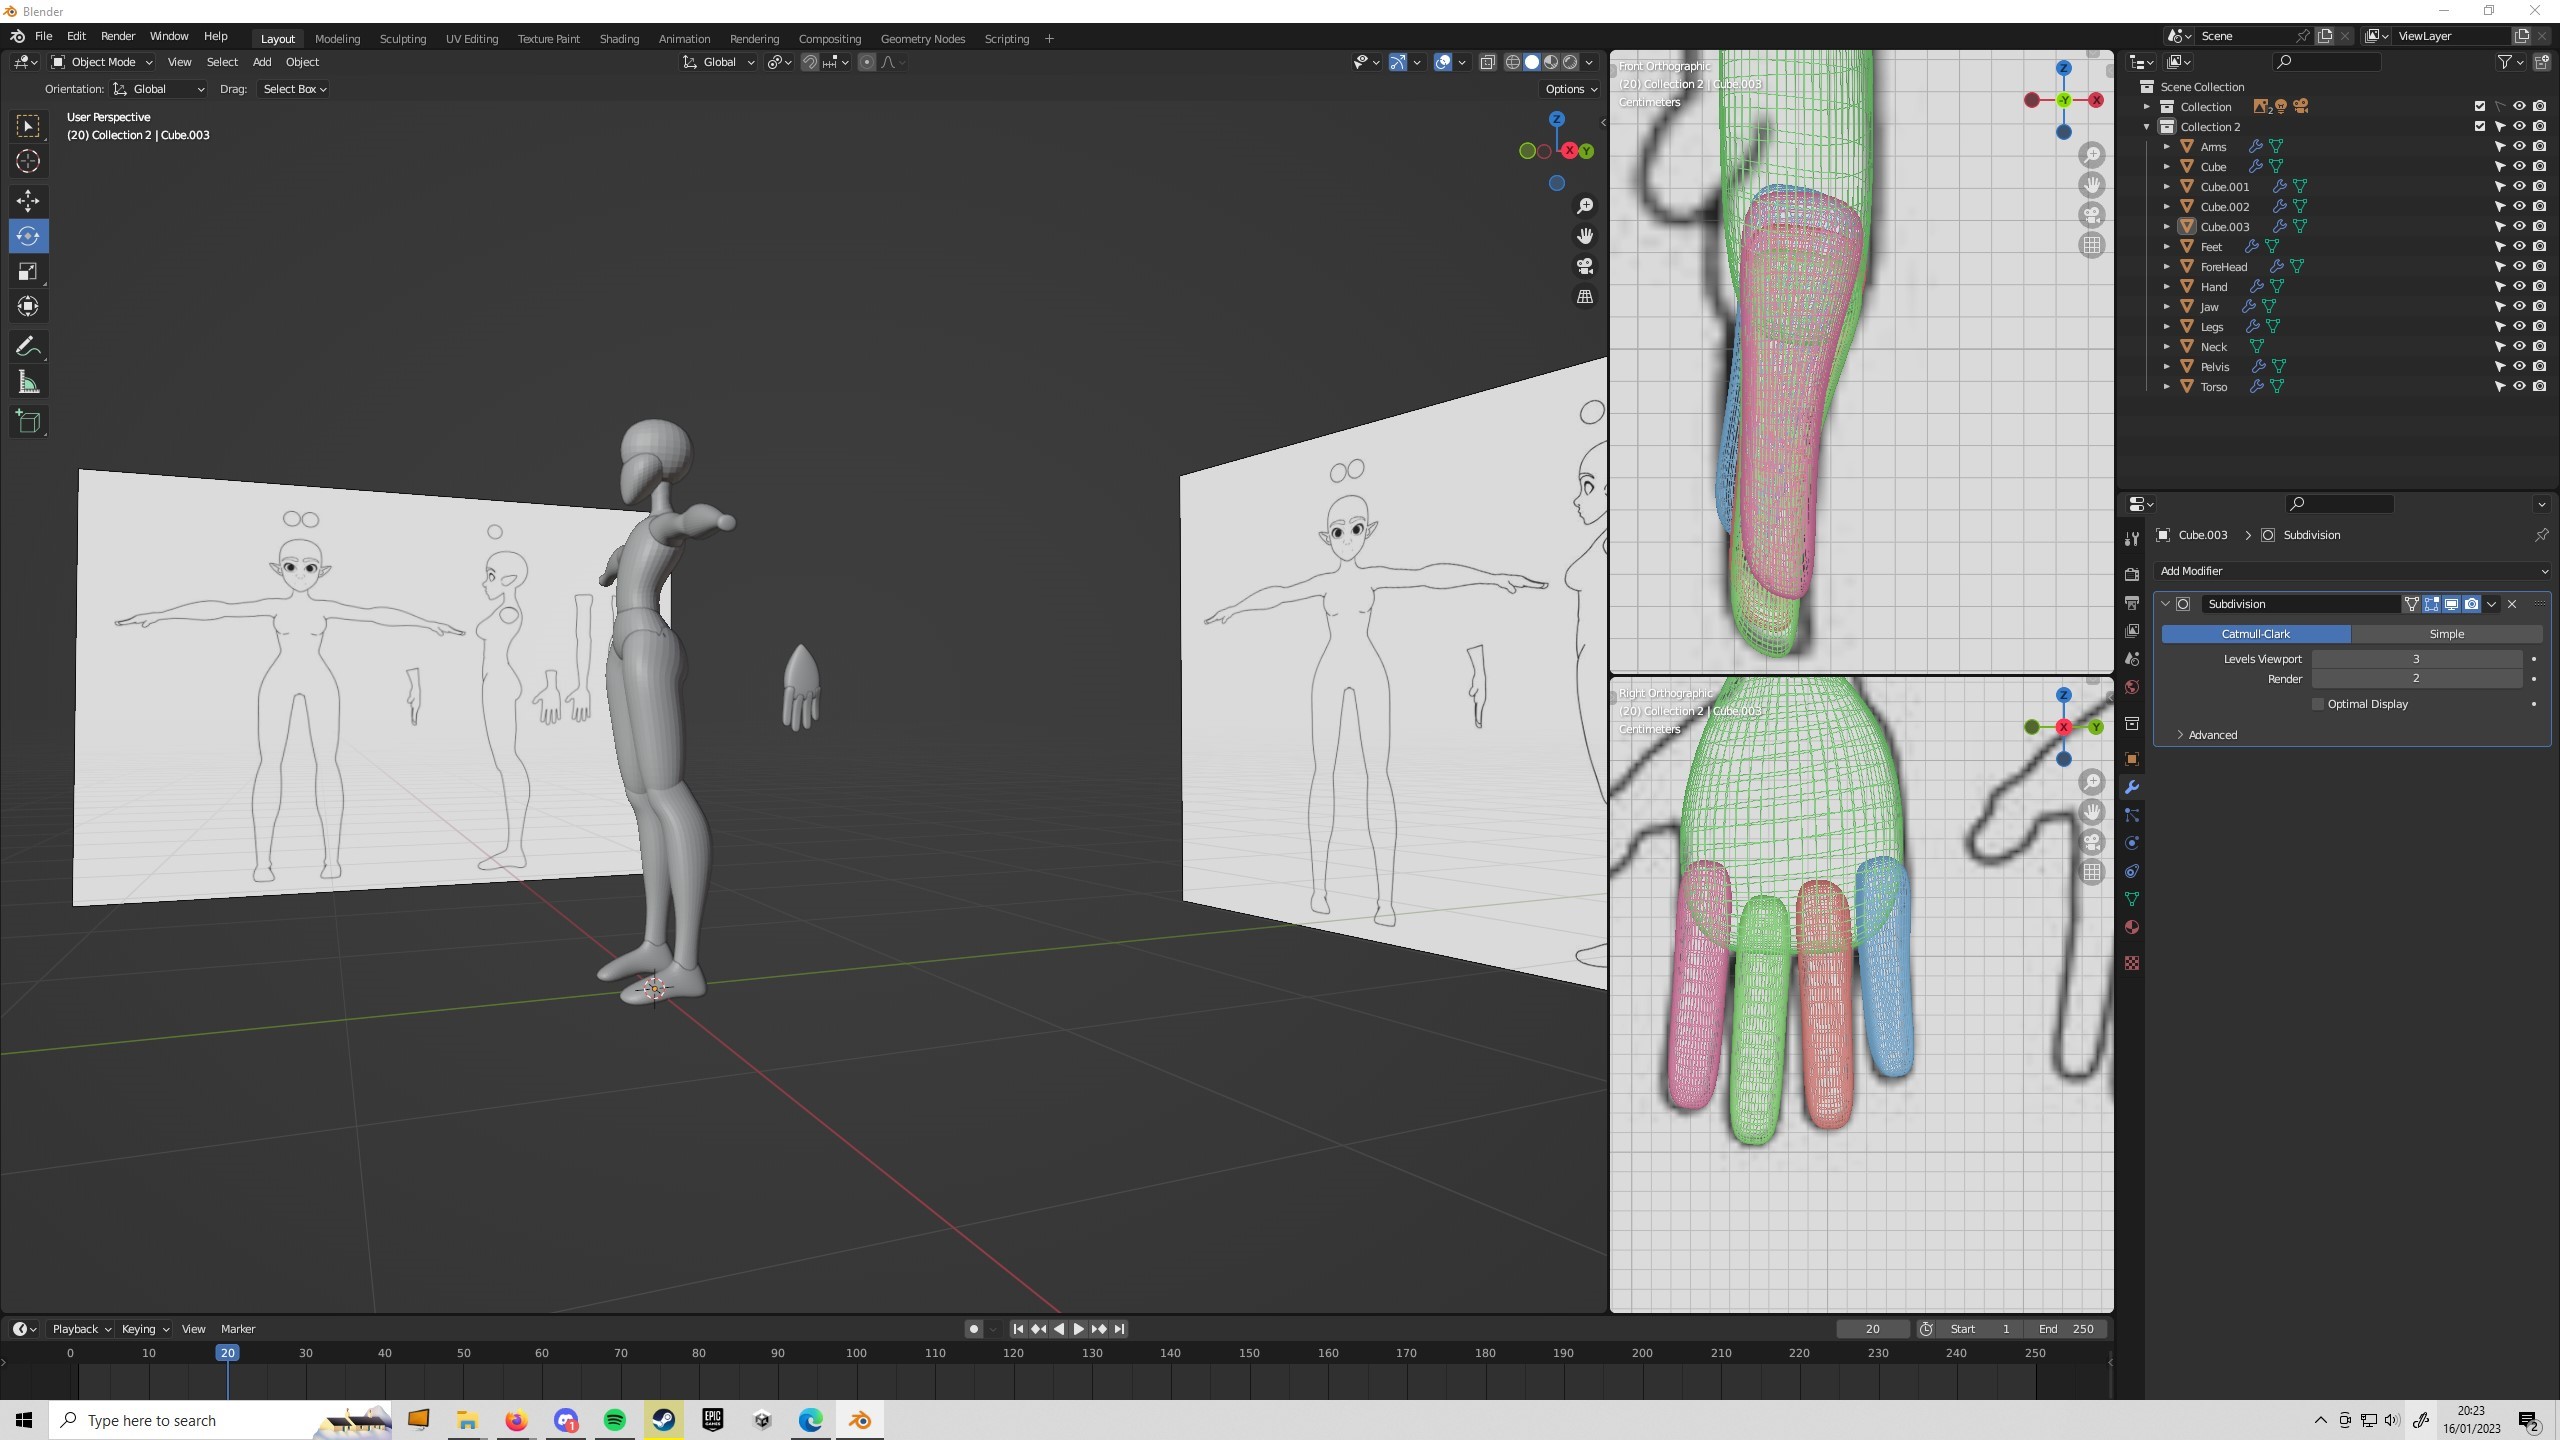 Blender
File Edit Render Window Help Layout Modeling Sculpting UV Editing Texture Paint Shading Animation Rendering Compositing Geometry Nodes Scripting + Scene ViewLayer
Object Mode View Select Add Object Global
Orientation: Global Drag: Select Box Options
User Perspective
(20) Collection 2 | Cube.003
Z
X Y
Front Orthographic
(20) Collection 2 | Cube.003
Centimeters
Z
-Y X
Right Orthographic
(20) Collection 2 | Cube.003
Centimeters
Z
X Y
Scene Collection
Collection 2
Collection 2
Arms
Cube
Cube.001
Cube.002
Cube.003
Feet
ForeHead
Hand
Jaw
Legs
Neck
Pelvis
Torso
Cube.003 > Subdivision
Add Modifier
Subdivision
Catmull-Clark Simple
Levels Viewport 3
Render 2
Optimal Display
Advanced
Playback Keying View Marker 20 Start 1 End 250
0 10 20 30 40 50 60 70 80 90 100 110 120 130 140 150 160 170 180 190 200 210 220 230 240 250
Type here to search
1
EPIC GAMES
20:23
16/01/2023
2